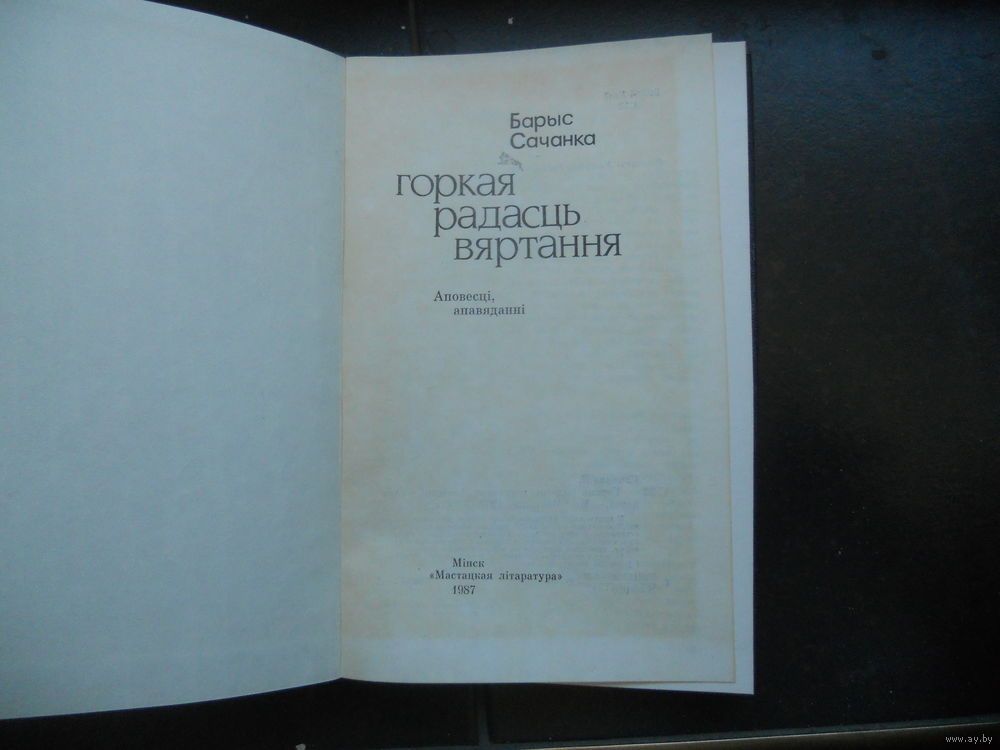 Барыс
Сачанка
горкая
радасць
вяртання
Аповесці,
апавяданні
Мінск
«Мастацкая літаратура»
1987
www.ay.by